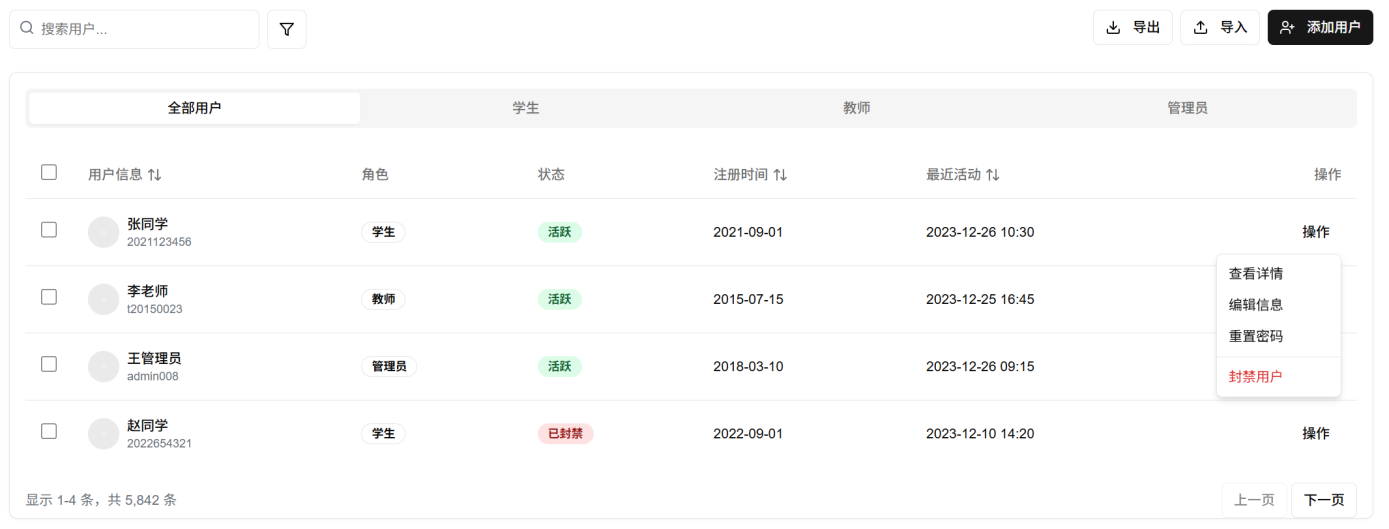 搜索用户...
导出
导入
添加用户
全部用户 学生 教师 管理员
用户信息 角色 状态 注册时间 最近活动 操作
张同学
2021123456
学生 活跃 2021-09-01 2023-12-26 10:30 操作
李老师
t20150023
教师 活跃 2015-07-15 2023-12-25 16:45
王管理员
admin008
管理员 活跃 2018-03-10 2023-12-26 09:15
赵同学
2022654321
学生 已封禁 2022-09-01 2023-12-10 14:20 操作
查看详情
编辑信息
重置密码
封禁用户
显示 1-4 条，共 5,842 条
上一页 下一页